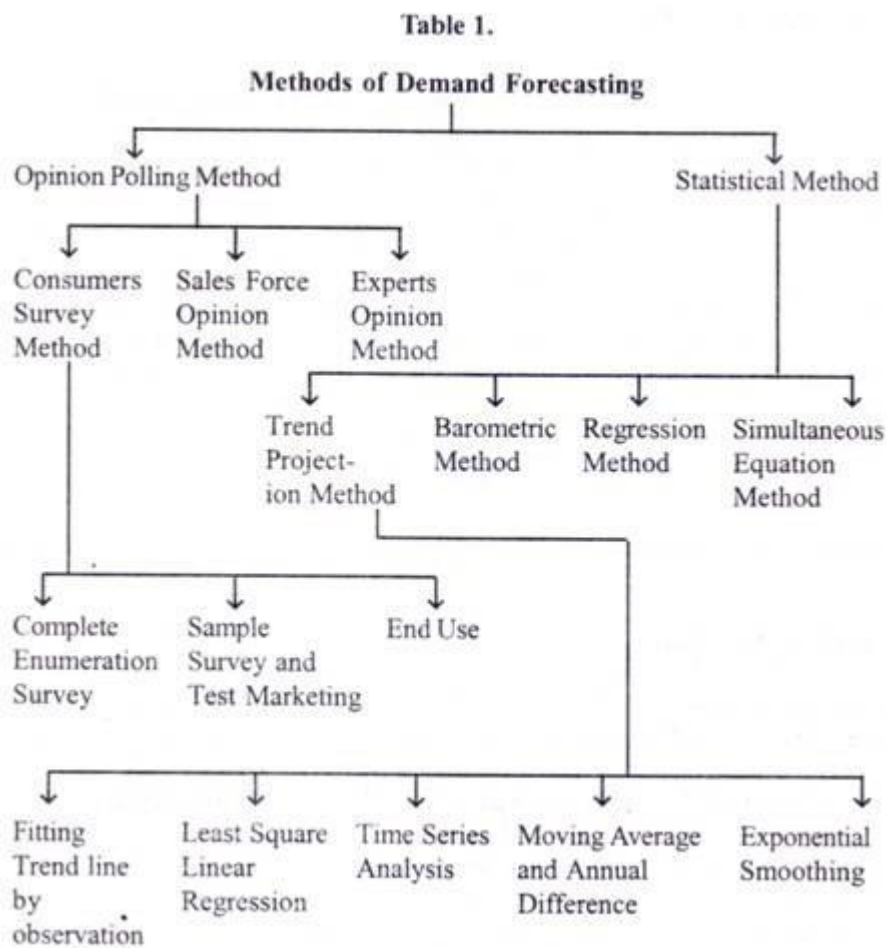 Table 1.
Methods of Demand Forecasting
Opinion Polling Method
Statistical Method
Consumers
Survey
Method
Sales Force
Opinion
Method
Experts
Opinion
Method
Trend
Project-
ion Method
Barometric
Method
Regression
Method
Simultaneous
Equation
Method
Complete
Enumeration
Survey
Sample
Survey and
Test Marketing
End Use
Fitting
Trend line
by
observation
Least Square
Linear
Regression
Time Series
Analysis
Moving Average
and Annual
Difference
Exponential
Smoothing